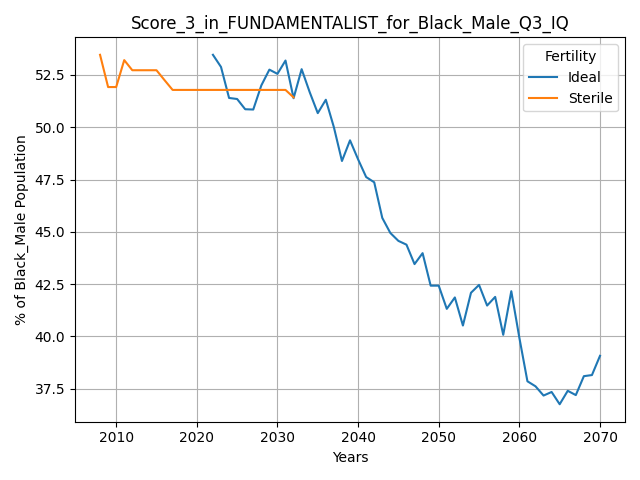 Score_3_in_FUNDAMENTALIST_for_Black_Male_Q3_IQ
% of Black_Male Population
52.5
50.0
47.5
45.0
42.5
40.0
37.5
Fertility
Ideal
Sterile
2010 2020 2030 2040 2050 2060 2070
Years